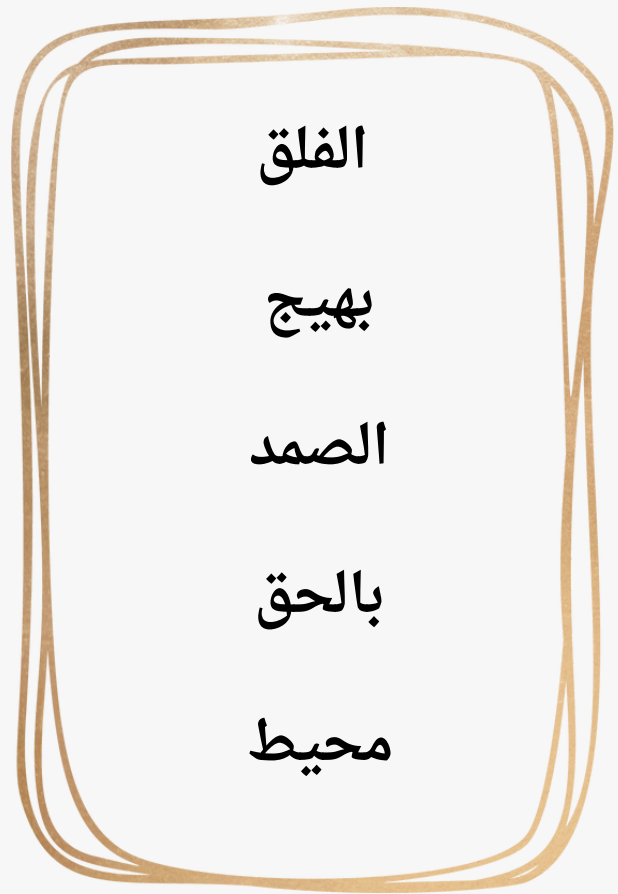 الفلق
بهيج
الصمد
بالحق
محيط